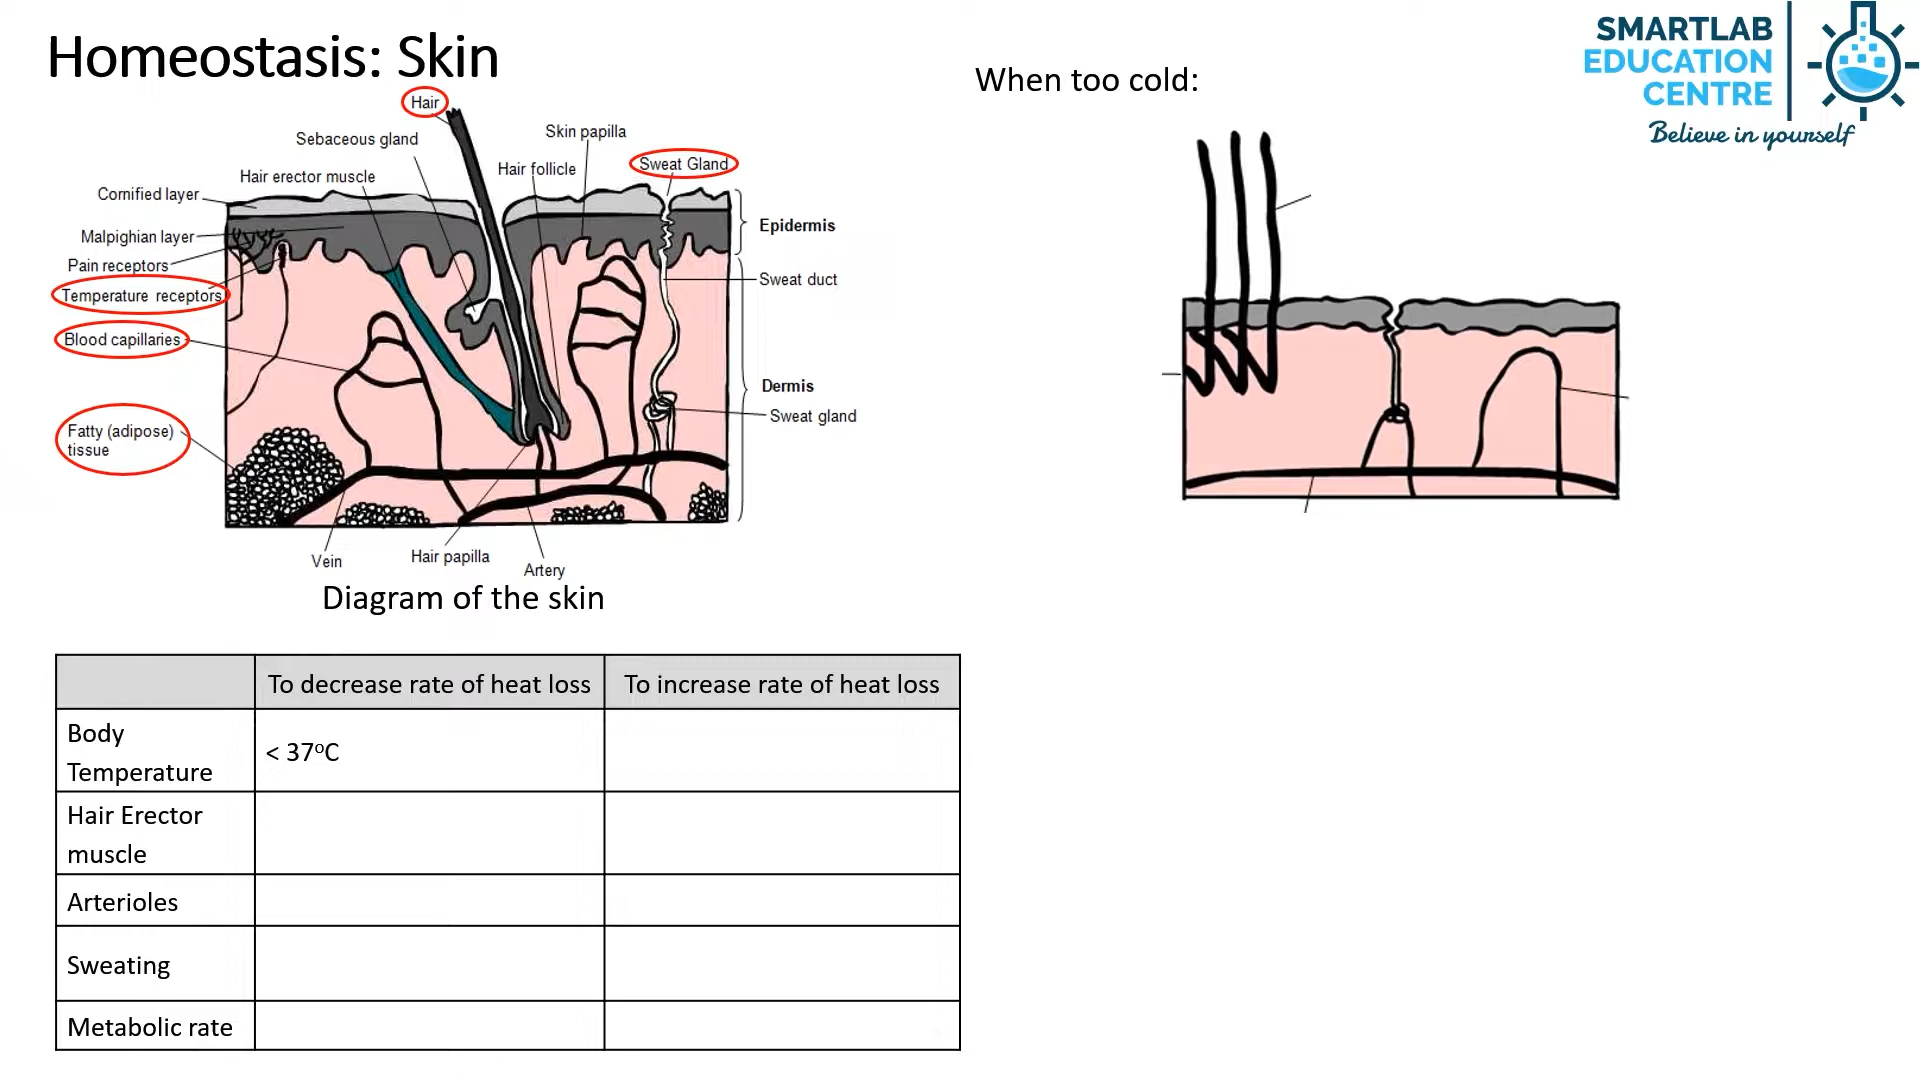 Homeostasis: Skin
When too cold:
SMARTLAB
EDUCATION
CENTRE
Believe in yourself
Hair
Sebaceous gland
Skin papilla
Hair erector muscle
Hair follicle
Sweat Gland
Cornified layer
Malpighian layer
Pain receptors
Temperature receptors
Blood capillaries
Fatty (adipose)
tissue
Epidermis
Sweat duct
Dermis
Sweat gland
Vein
Hair papilla
Artery
Diagram of the skin
To decrease rate of heat loss
To increase rate of heat loss
Body
Temperature
< 37ºC
Hair Erector
muscle
Arterioles
Sweating
Metabolic rate